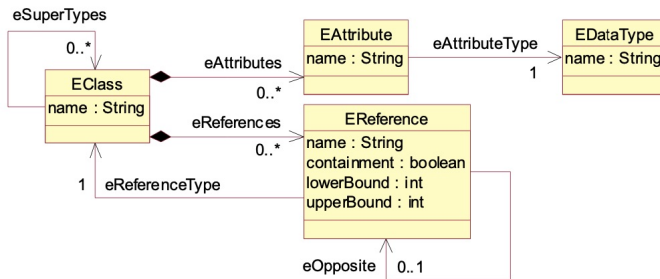 eSuperTypes
0..*
EClass
name : String
eAttributes
0..*
EAttribute
name : String
eAttributeType
1
EDataType
name : String
eReferences
0..*
EReference
name : String
containment : boolean
lowerBound : int
upperBound : int
1
eReferenceType
eOpposite
0..1